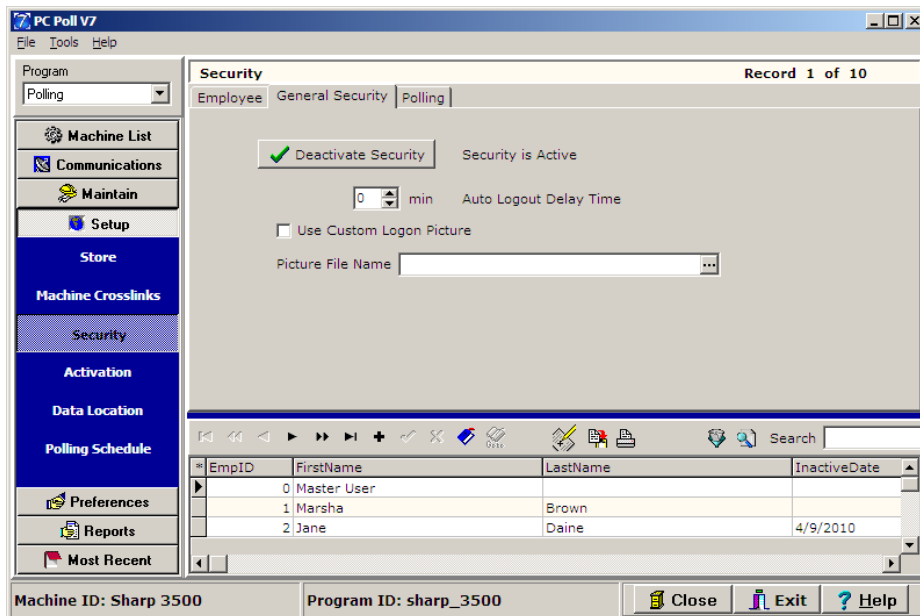 PC Poll V7
File Tools Help
Program
Polling
Machine List
Communications
Maintain
Setup
Store
Machine Crosslinks
Security
Activation
Data Location
Polling Schedule
Preferences
Reports
Most Recent
Security Record 1 of 10
Employee General Security Polling
Deactivate Security Security is Active
0 min Auto Logout Delay Time
Use Custom Logon Picture
Picture File Name ...
Search
* EmpID FirstName LastName InactiveDate
0 Master User
1 Marsha Brown
2 Jane Daine 4/9/2010
Machine ID: Sharp 3500 Program ID: sharp_3500 Close Exit ? Help